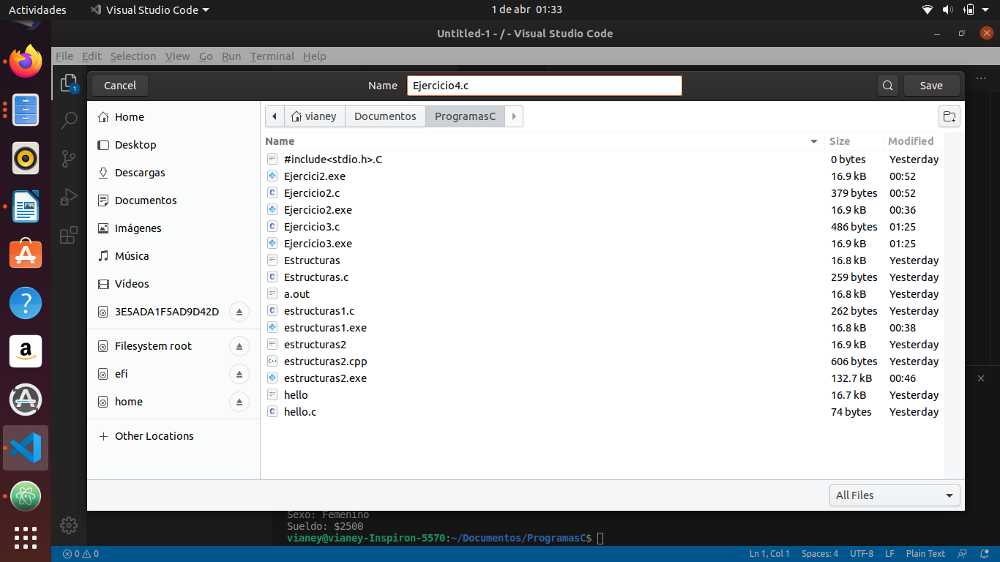 Actividades Visual Studio Code 1 de abr 01:33
Untitled-1 - / - Visual Studio Code
File Edit Selection View Go Run Terminal Help
Cancel Name Ejercicio4.c Save
1
Home
Desktop
Descargas
Documentos
Imágenes
Música
Vídeos
3E5ADA1F5AD9D42D
Filesystem root
efi
home
Other Locations
vianey Documentos ProgramasC
Name Size Modified
#include<stdio.h>.C 0 bytes Yesterday
Ejercici2.exe 16.9 kB 00:52
Ejercicio2.c 379 bytes 00:52
Ejercicio2.exe 16.9 kB 00:36
Ejercicio3.c 486 bytes 01:25
Ejercicio3.exe 16.9 kB 01:25
Estructuras 16.8 kB Yesterday
Estructuras.c 259 bytes Yesterday
a.out 16.8 kB Yesterday
estructuras1.c 262 bytes Yesterday
estructuras1.exe 16.8 kB 00:38
estructuras2 16.9 kB Yesterday
estructuras2.cpp 606 bytes Yesterday
estructuras2.exe 132.7 kB 00:46
hello 16.7 kB Yesterday
hello.c 74 bytes Yesterday
All Files
Sexo: Femenino
Sueldo: $2500
vianey@vianey-Inspiron-5570:~/Documentos/ProgramasC$
0 0 Ln 1, Col 1 Spaces: 4 UTF-8 LF Plain Text